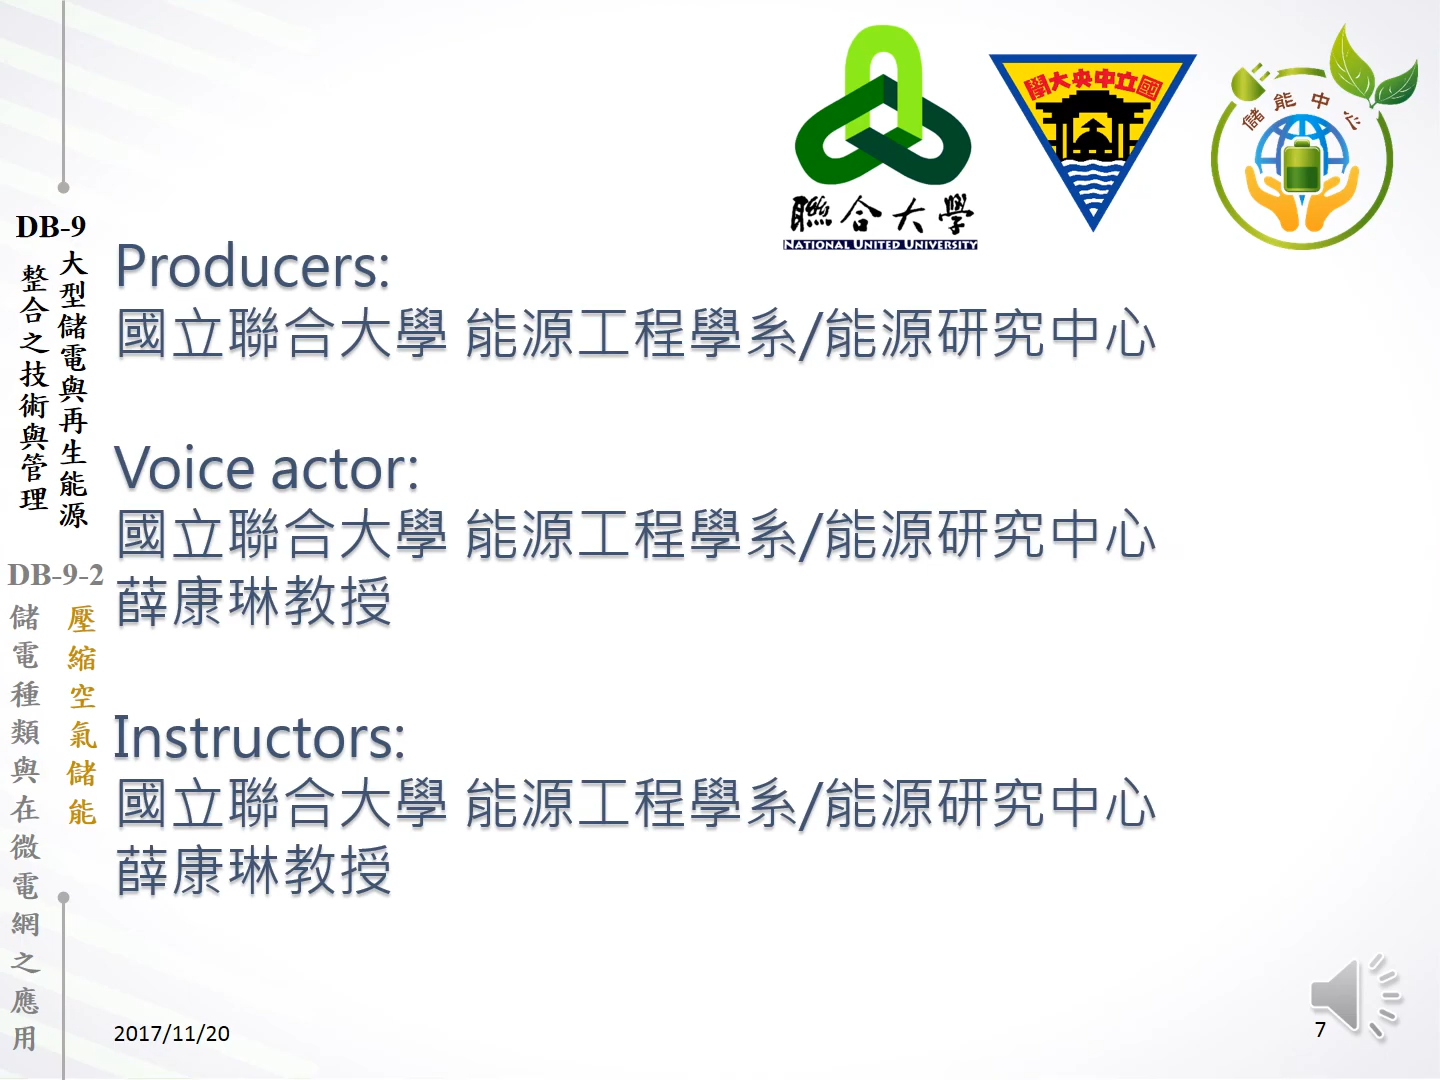 聯合大學
NATIONAL UNITED UNIVERSITY
國立中央大學
儲能中心
DB-9
大型儲電與再生能源
整合之技術與管理
DB-9-2
壓縮空氣儲能
儲電種類與在微電網之應用
Producers:
國立聯合大學 能源工程學系/能源研究中心
Voice actor:
國立聯合大學 能源工程學系/能源研究中心
薛康琳教授
Instructors:
國立聯合大學 能源工程學系/能源研究中心
薛康琳教授
2017/11/20
7